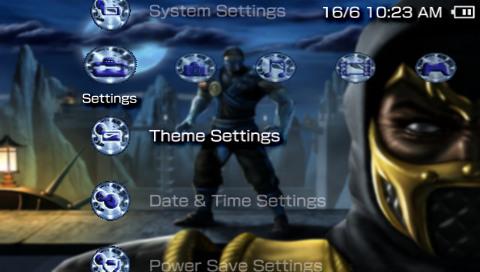 System Settings
16/6 10:23 AM
Settings
Theme Settings
Date & Time Settings
Power Save Settings